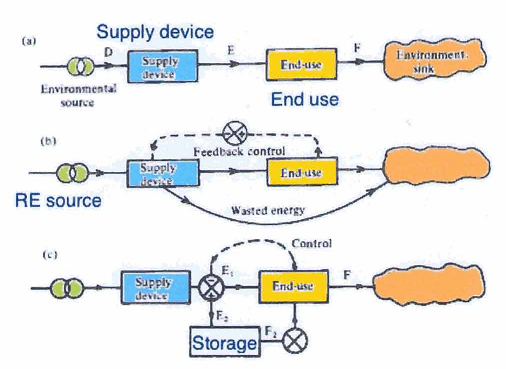 (a)
Supply device
D
Supply
device
E
End-use
F
Environment
sink
Environmental
source
End use
(b)
Feedback control
Supply
device
End-use
RE source
Wasted energy
(c)
Control
Supply
device
E₁
End-use
F
E₂
Storage
F₂